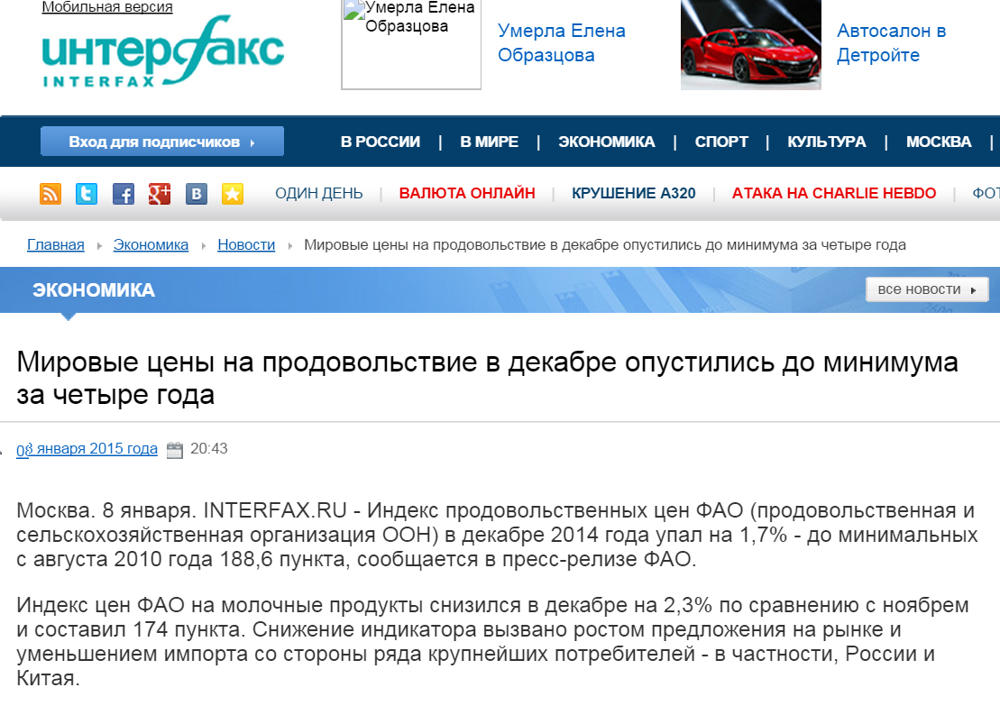 Мобильная версия
интерфакс
INTERFAX
Умерла Елена
Образцова
Умерла Елена
Образцова
Автосалон в
Детройте
Вход для подписчиков
В РОССИИ | В МИРЕ | ЭКОНОМИКА | СПОРТ | КУЛЬТУРА | МОСКВА |
ОДИН ДЕНЬ | ВАЛЮТА ОНЛАЙН | КРУШЕНИЕ А320 | АТАКА НА CHARLIE HEBDO | ФОТ
Главная Экономика Новости Мировые цены на продовольствие в декабре опустились до минимума за четыре года
ЭКОНОМИКА
все новости
Мировые цены на продовольствие в декабре опустились до минимума
за четыре года
08 января 2015 года 20:43
Москва. 8 января. INTERFAX.RU - Индекс продовольственных цен ФАО (продовольственная и
сельскохозяйственная организация ООН) в декабре 2014 года упал на 1,7% - до минимальных
с августа 2010 года 188,6 пункта, сообщается в пресс-релизе ФАО.
Индекс цен ФАО на молочные продукты снизился в декабре на 2,3% по сравнению с ноябрем
и составил 174 пункта. Снижение индикатора вызвано ростом предложения на рынке и
уменьшением импорта со стороны ряда крупнейших потребителей - в частности, России и
Китая.